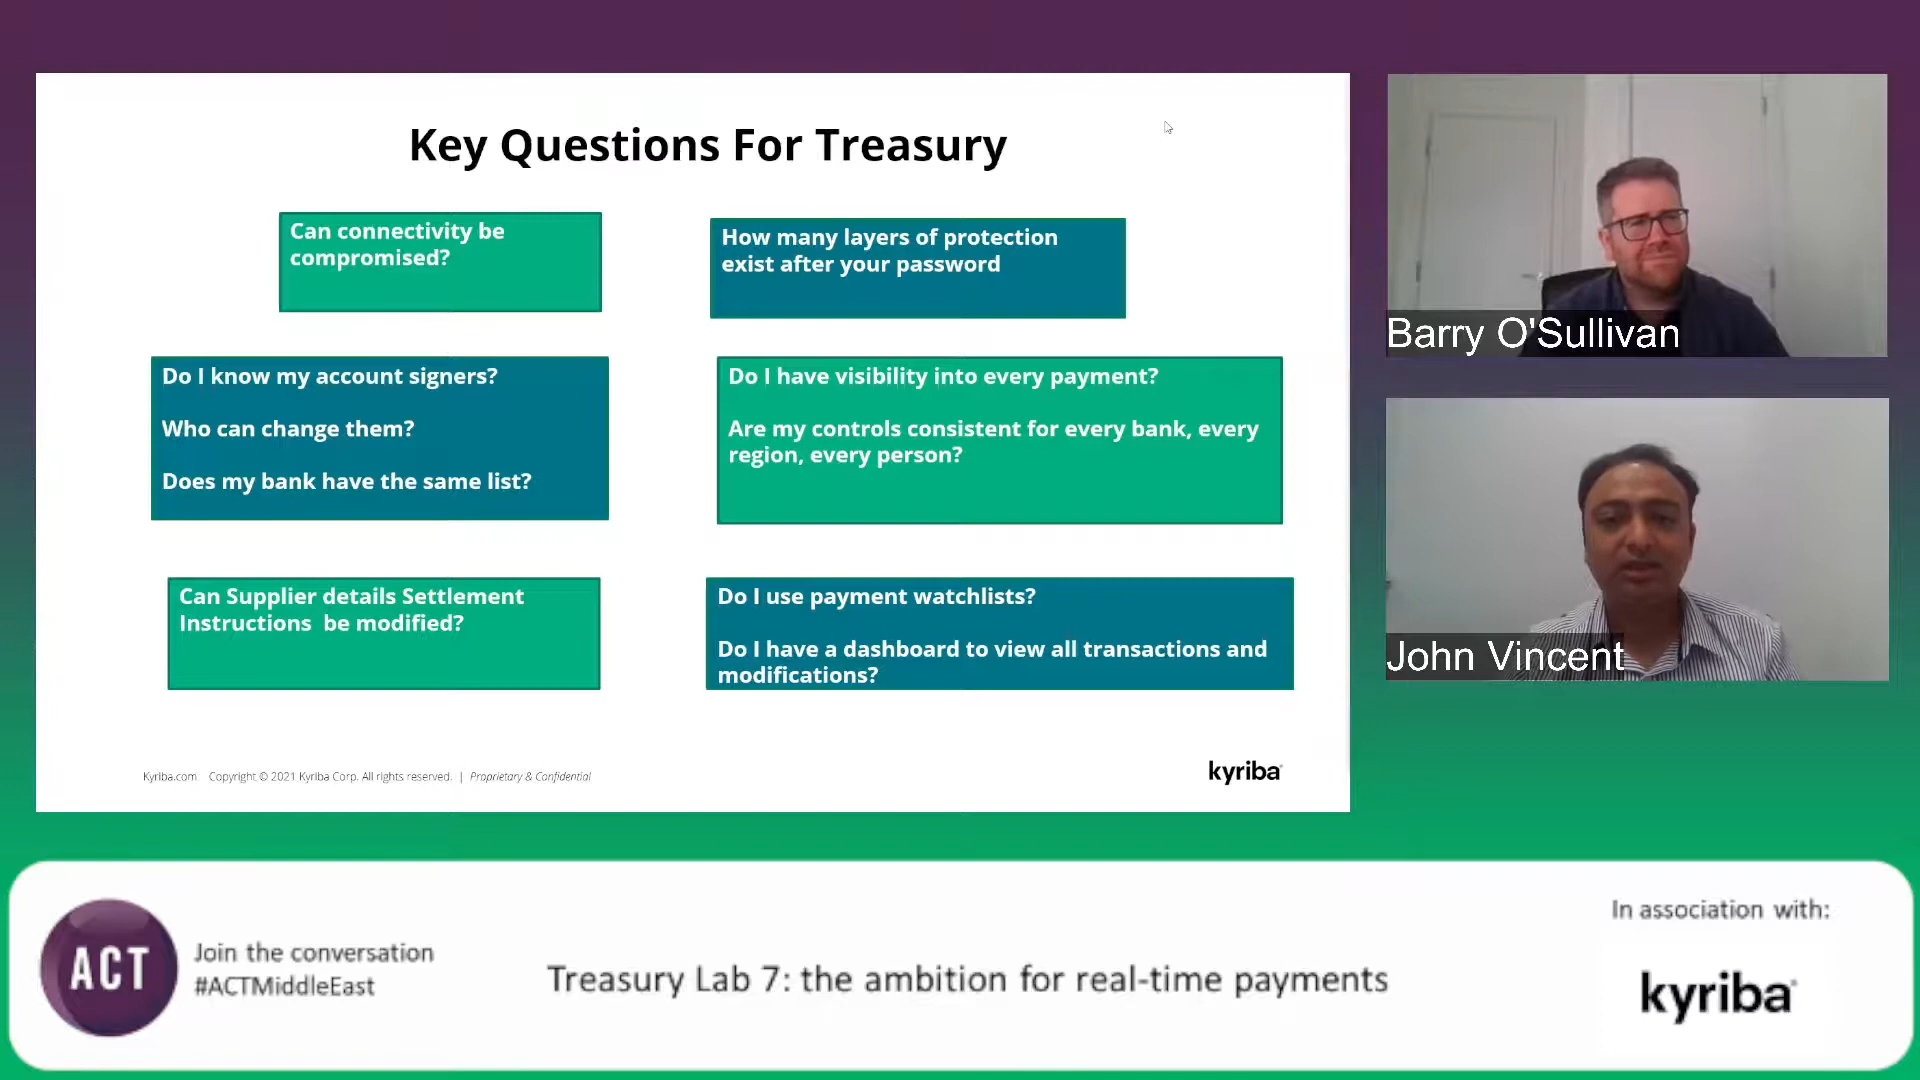 Key Questions For Treasury
Can connectivity be
compromised?
How many layers of protection
exist after your password
Do I know my account signers?
Who can change them?
Does my bank have the same list?
Do I have visibility into every payment?
Are my controls consistent for every bank, every
region, every person?
Can Supplier details Settlement
Instructions  be modified?
Do I use payment watchlists?
Do I have a dashboard to view all transactions and
modifications?
Kyriba.com Copyright © 2021 Kyriba Corp. All rights reserved. | Proprietary & Confidential
kyriba
Barry O'Sullivan
John Vincent
ACT
Join the conversation
#ACTMiddleEast
Treasury Lab 7: the ambition for real-time payments
In association with:
kyriba